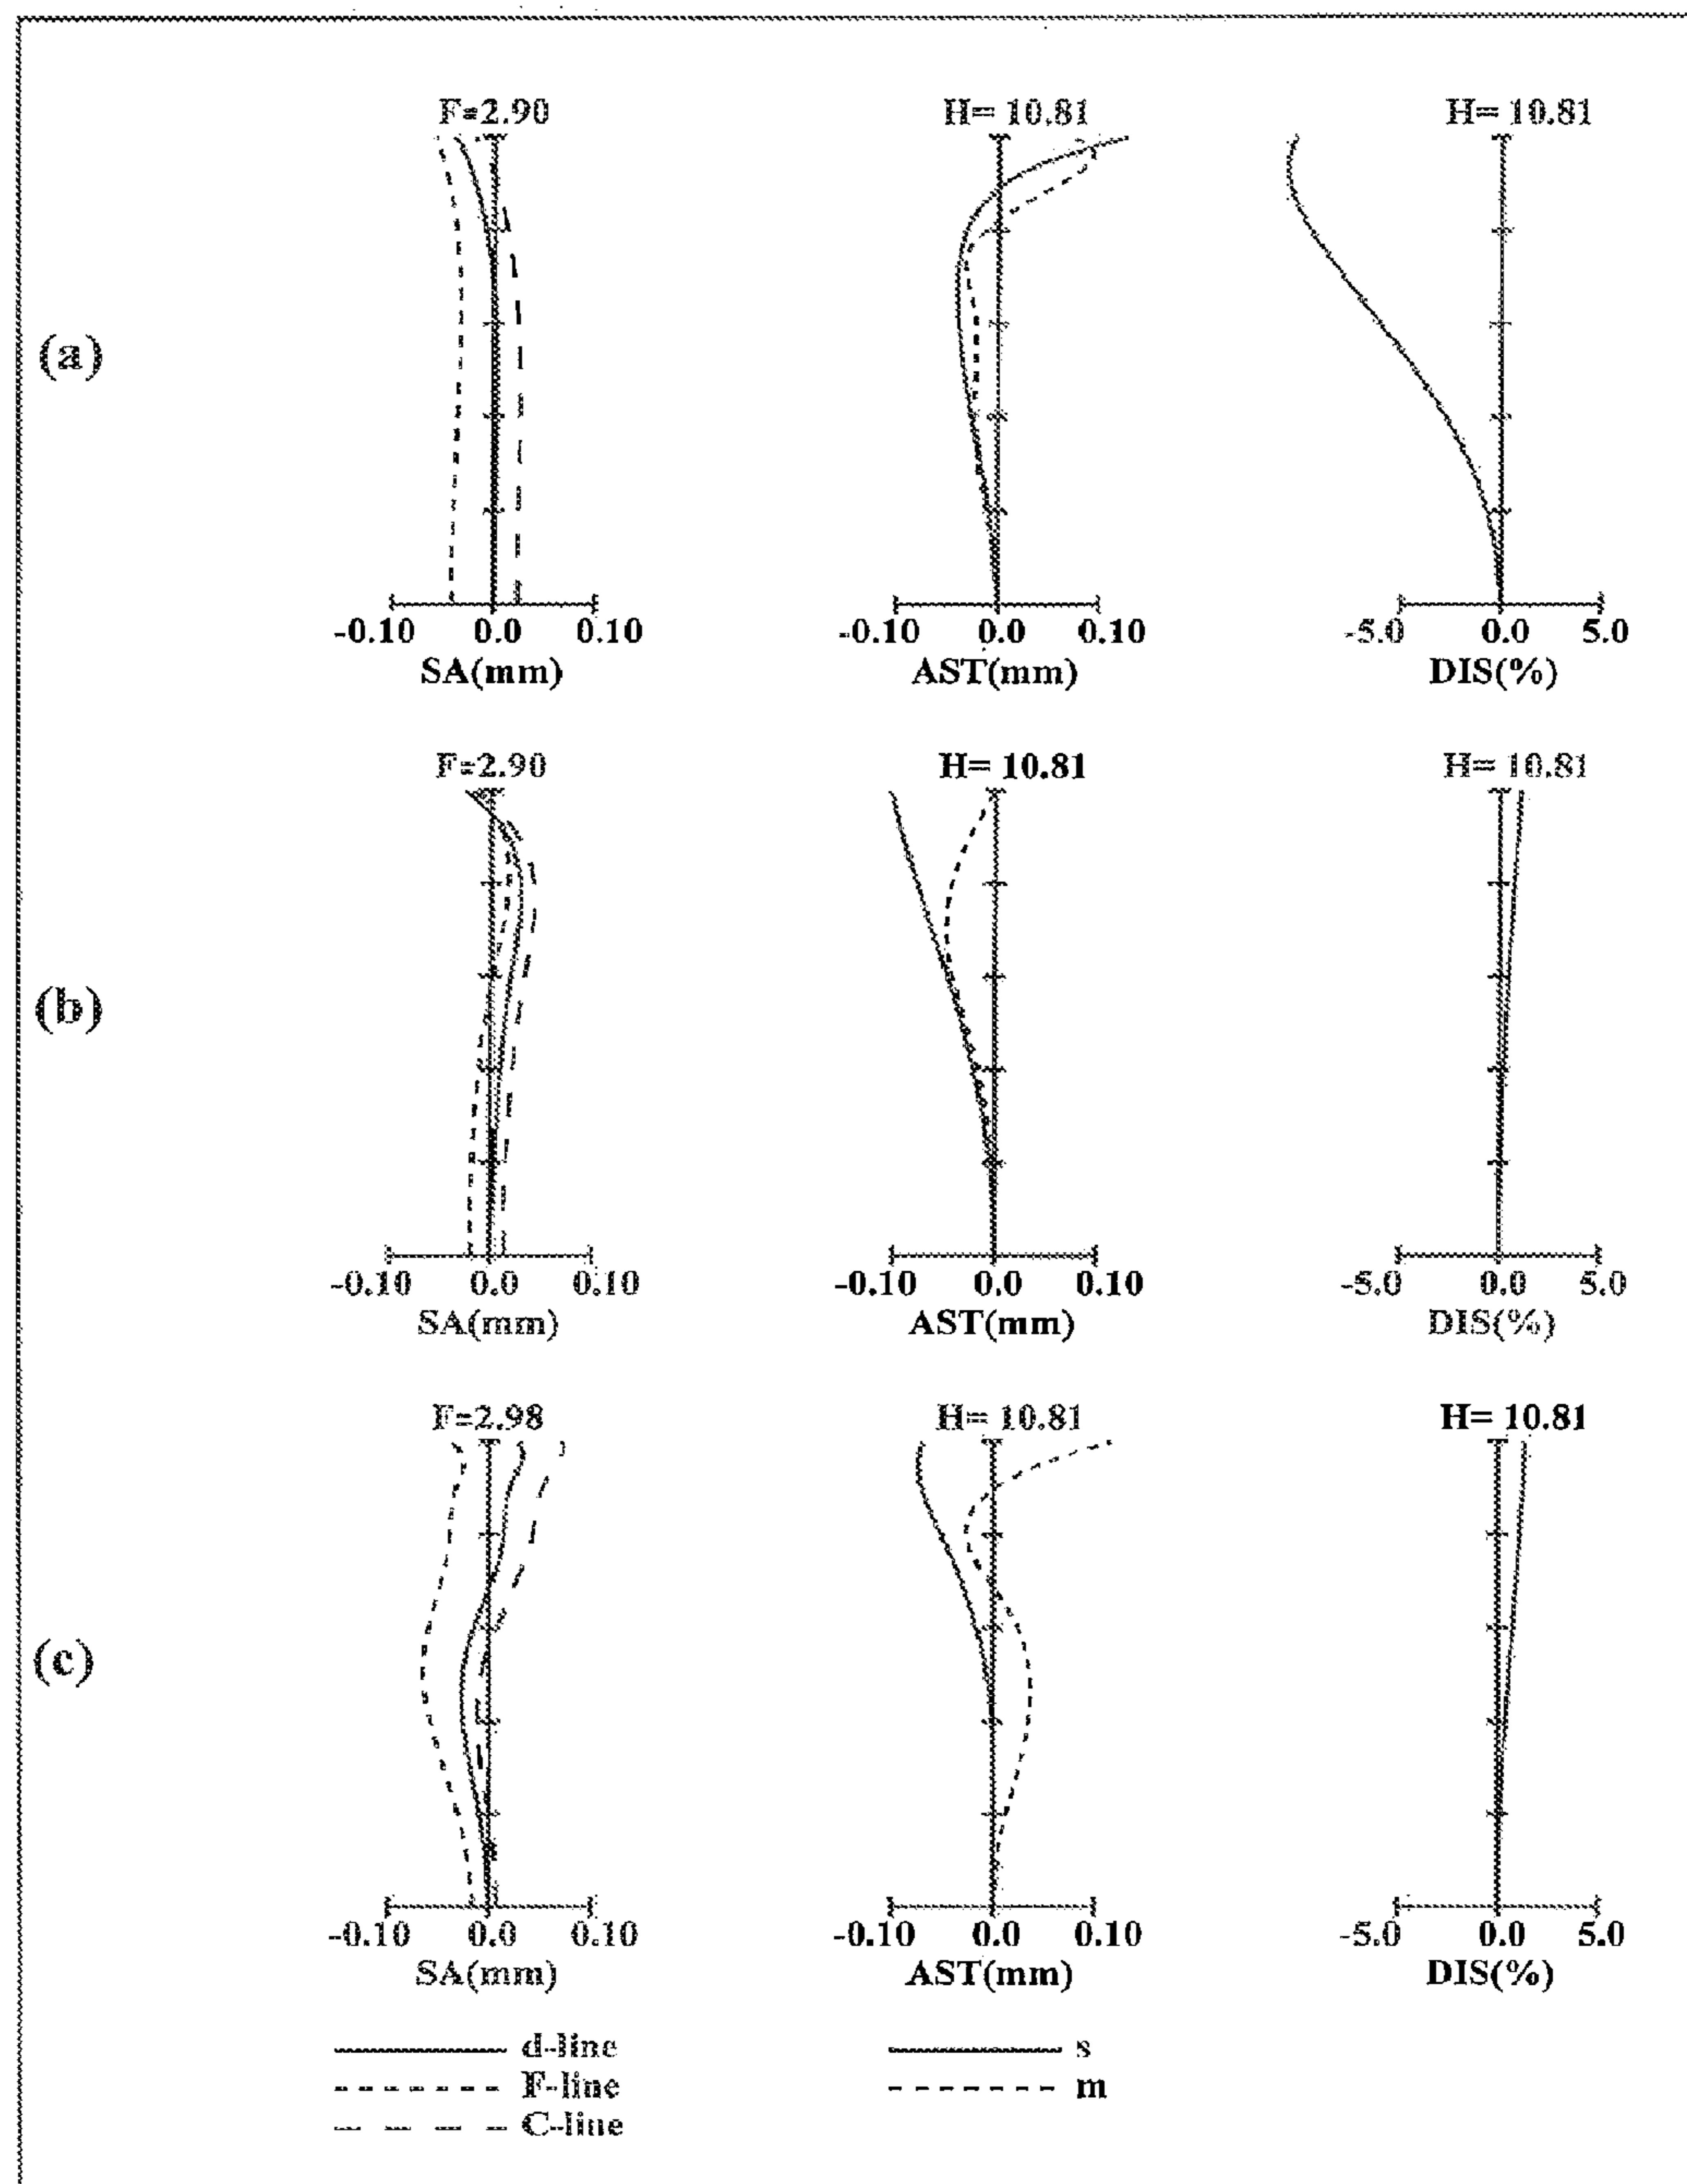 F=2.90 H= 10.81 H= 10.81
(a)
-0.10 0.0 0.10 -0.10 0.0 0.10 -5.0 0.0 5.0
SA(mm) AST(mm) DIS(%)
F=2.90 H= 10.81 H= 10.81
(b)
-0.10 0.0 0.10 -0.10 0.0 0.10 -5.0 0.0 5.0
SA(mm) AST(mm) DIS(%)
F=2.98 H= 10.81 H= 10.81
(c)
-0.10 0.0 0.10 -0.10 0.0 0.10 -5.0 0.0 5.0
SA(mm) AST(mm) DIS(%)
d-line s
F-line m
C-line